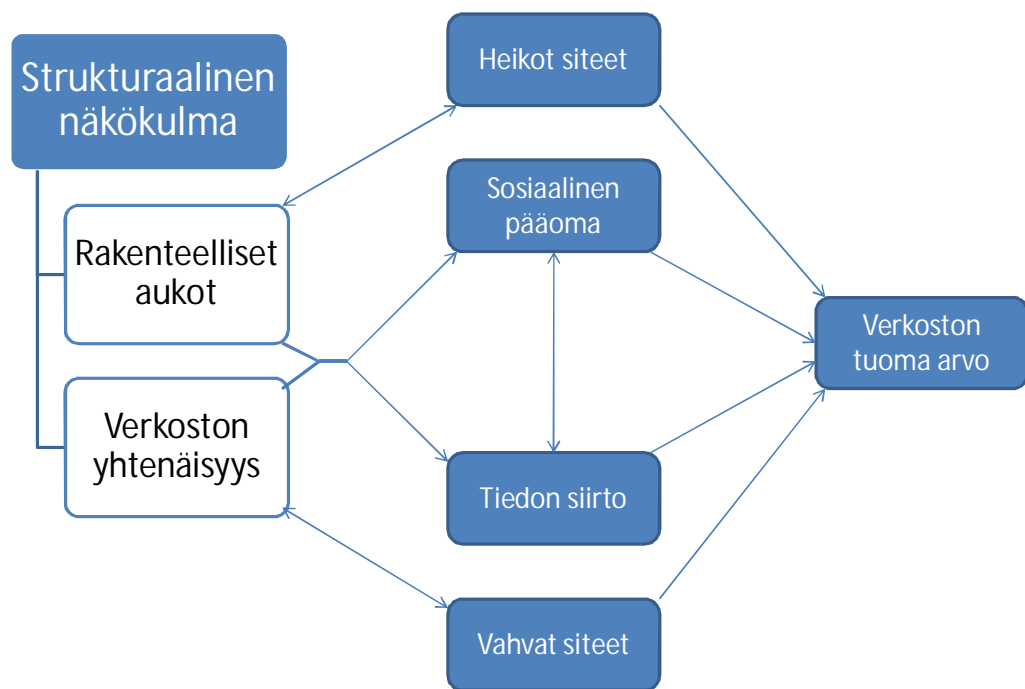 Strukturaalinen
näkökulma
Rakenteelliset
aukot
Verkoston
yhtenäisyys
Heikot siteet
Sosiaalinen
pääoma
Tiedon siirto
Vahvat siteet
Verkoston
tuoma arvo